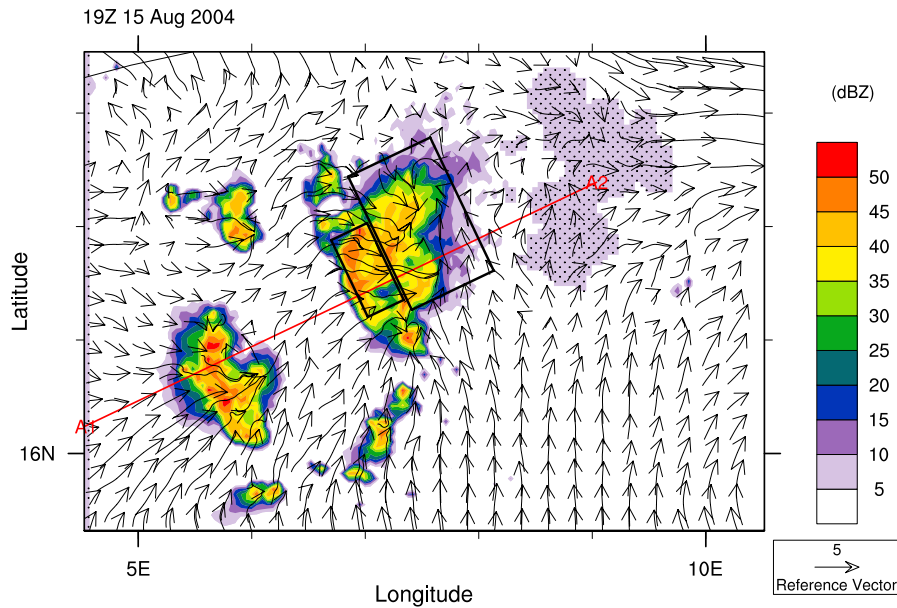 19Z 15 Aug 2004
(dBZ)
50
45
40
35
30
25
20
15
10
5
A2
A1
Latitude
16N
5E
10E
Longitude
5
Reference Vector